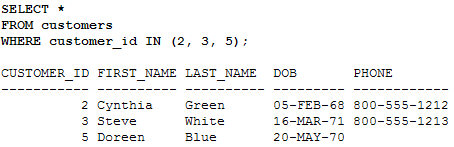 SELECT *
FROM customers
WHERE customer_id IN (2, 3, 5);
CUSTOMER_ID FIRST_NAME LAST_NAME  DOB       PHONE
----------- ---------- ---------- --------- ------------
          2 Cynthia    Green      05-FEB-68 800-555-1212
          3 Steve      White      16-MAR-71 800-555-1213
          5 Doreen     Blue       20-MAY-70